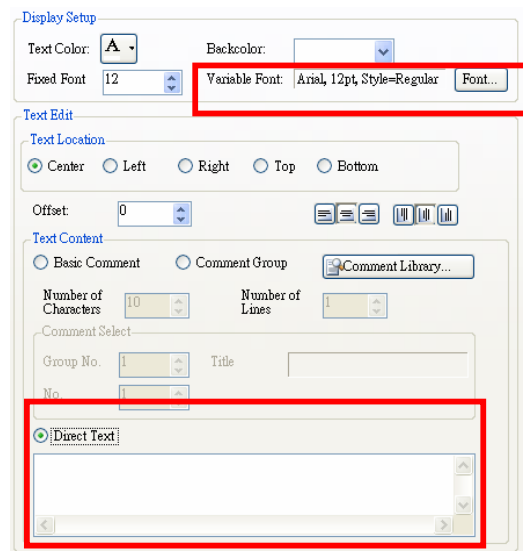 Display Setup
Text Color: A Backcolor:
Fixed Font 12 Variable Font: Arial, 12pt, Style=Regular Font...
Text Edit
Text Location
Center Left Right Top Bottom
Offset: 0
Text Content
Basic Comment Comment Group Comment Library...
Number of Characters 10 Number of Lines 1
Comment Select
Group No. 1 Title
No. 1
Direct Text